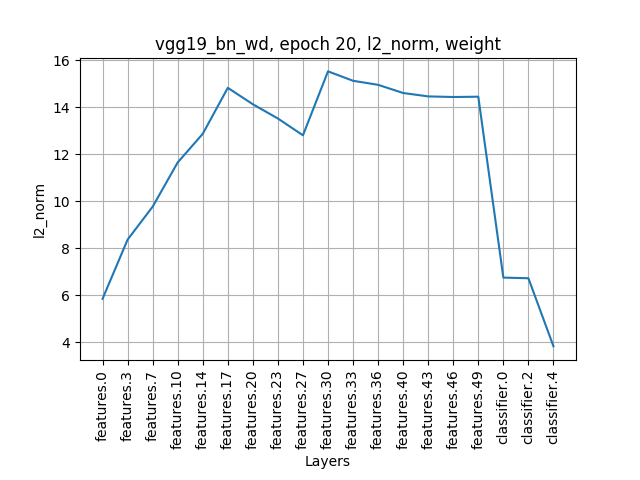 vgg19_bn_wd, epoch 20, l2_norm, weight
16
14
12
10
8
6
4
l2_norm
features.0
features.3
features.7
features.10
features.14
features.17
features.20
features.23
features.27
features.30
features.33
features.36
features.40
features.43
features.46
features.49
classifier.0
classifier.2
classifier.4
Layers